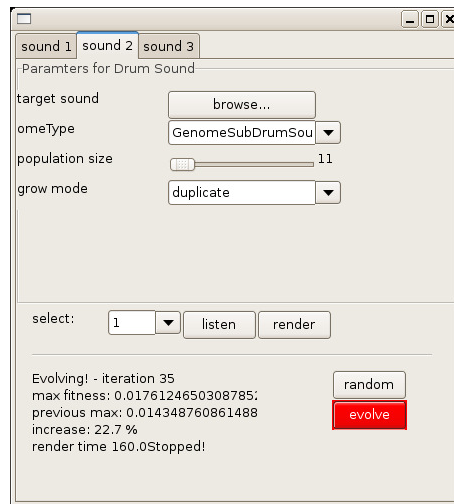 sound 1 sound 2 sound 3
Paramters for Drum Sound
target sound browse...
omeType GenomeSubDrumSou
population size 11
grow mode duplicate
select: 1 listen render
Evolving! - iteration 35
max fitness: 0.0176124650308785
previous max: 0.014348760861488
increase: 22.7 %
render time 160.0Stopped!
random
evolve